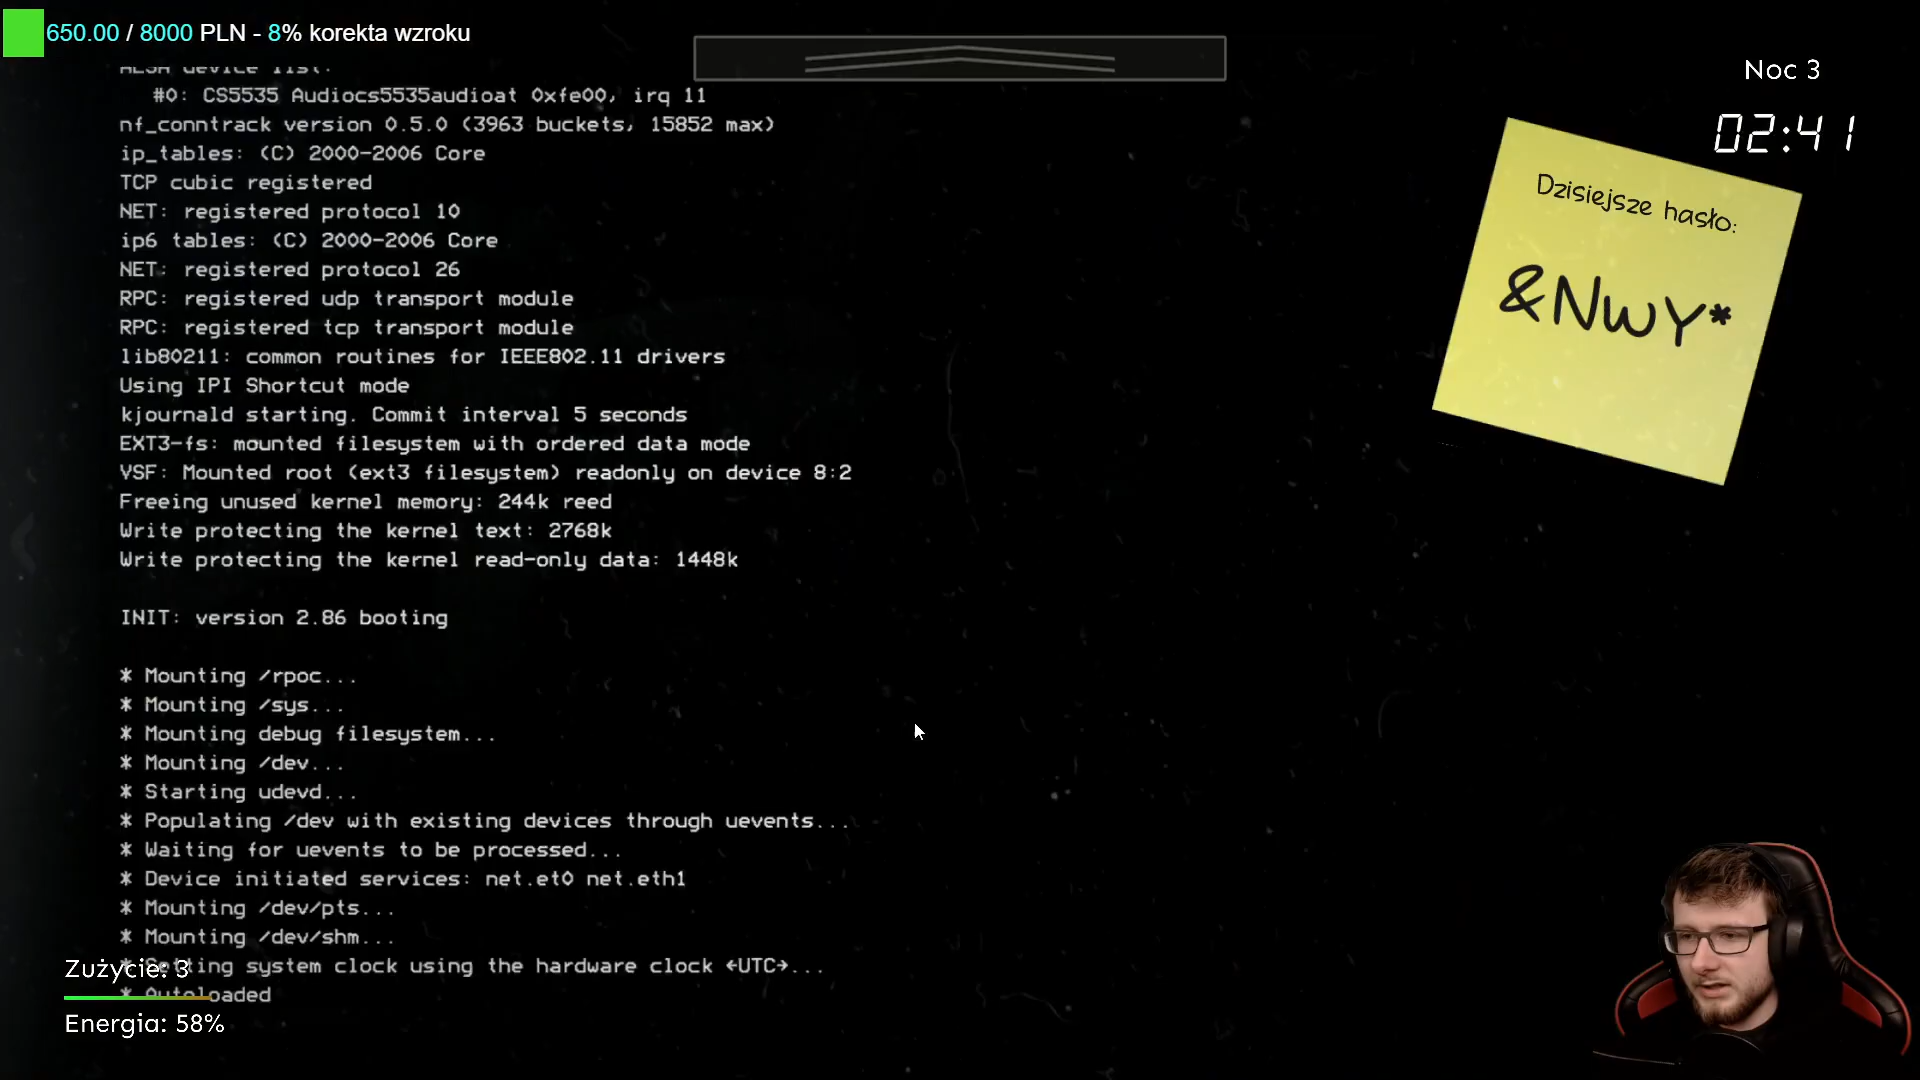 650.00 / 8000 PLN - 8% korekta wzroku
ALSA device list:
#0: CS5535 Audiocs5535audioat 0xfe00, irq 11
nf_conntrack version 0.5.0 (3963 buckets, 15852 max)
ip_tables: (C) 2000-2006 Core
TCP cubic registered
NET: registered protocol 10
ip6 tables: (C) 2000-2006 Core
NET: registered protocol 26
RPC: registered udp transport module
RPC: registered tcp transport module
lib80211: common routines for IEEE802.11 drivers
Using IPI Shortcut mode
kjournald starting. Commit interval 5 seconds
EXT3-fs: mounted filesystem with ordered data mode
YSF: Mounted root (ext3 filesystem) readonly on device 8:2
Freeing unused kernel memory: 244k reed
Write protecting the kernel text: 2768k
Write protecting the kernel read-only data: 1448k
INIT: version 2.86 booting
* Mounting /rpoc...
* Mounting /sys...
* Mounting debug filesystem...
* Mounting /dev...
* Starting udevd...
* Populating /dev with existing devices through uevents...
* Waiting for uevents to be processed...
* Device initiated services: net.et0 net.eth1
* Mounting /dev/pts...
* Mounting /dev/shm...
* Setting system clock using the hardware clock ←UTC→...
* Autoloaded
Zużycie: 3
Energia: 58%
Noc 3
02:41
Dzisiejsze hasło:
&NwY*